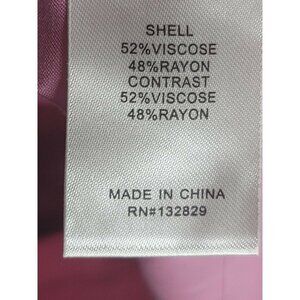 SHELL
52%VISCOSE
48%RAYON
CONTRAST
52%VISCOSE
48%RAYON
MADE IN CHINA
RN#132829